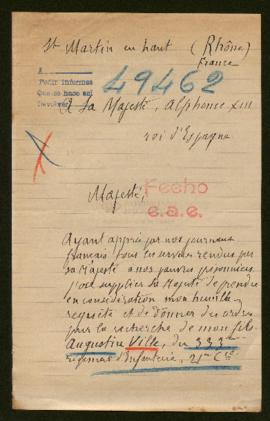 St Martin en haut (Rhône)
France
A
Pedir informes
Que se hace así
49462
A Sa Majesté, Alphonse XIII
roi d'Espagne
Majesté,
Fecho
e.a.e.
Ayant appris par nos journaux
français tous les services rendus par
sa Majesté a nos pauvres prisonniers
j'ose supplier sa Majesté de prendre
en considération mon humble
requête et de donner des ordres
pour la recherche de mon fils
Augustin Ville, du 333me
régiment d'Infanterie, 21me Cie